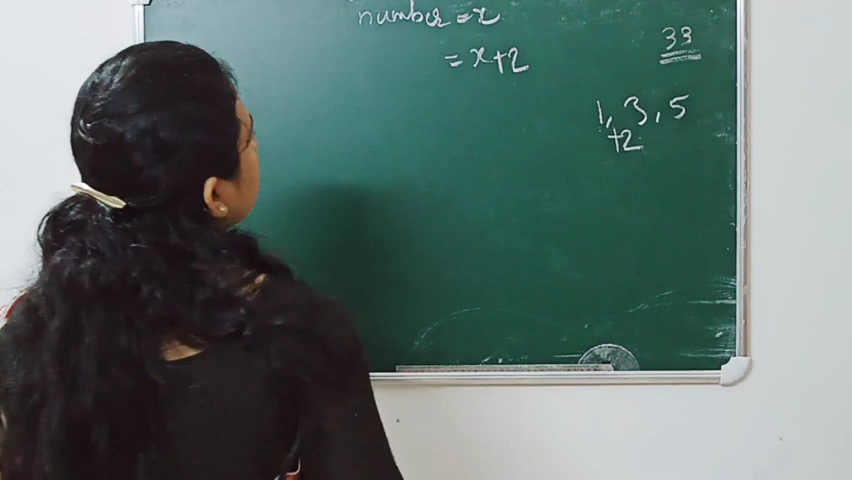 number = x
= x+2
33
1, 3, 5
+2